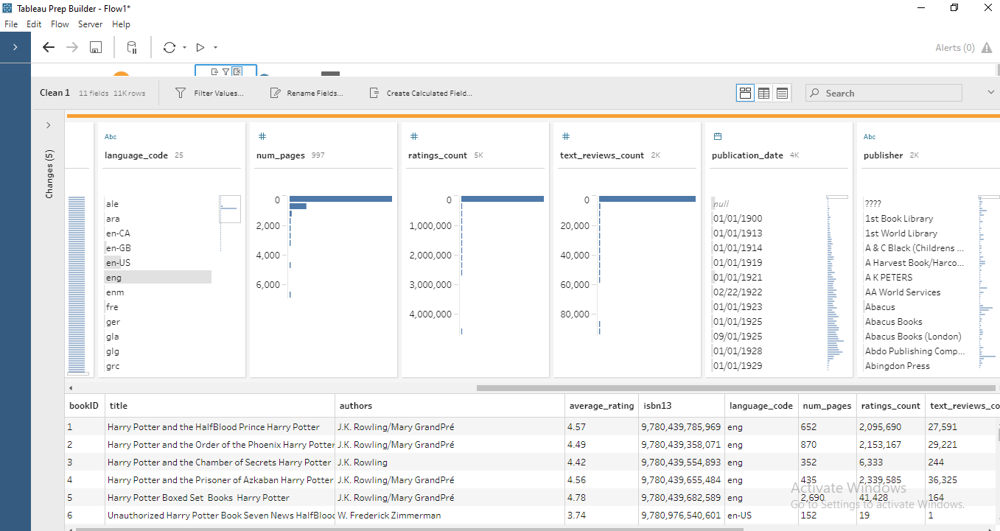 Tableau Prep Builder - Flow1*
File Edit Flow Server Help
Alerts (0)
Clean 1 11 fields 11K rows Filter Values... Rename Fields... Create Calculated Field... Search
Changes (5)
Abc
language_code 25
ale
ara
en-CA
en-GB
en-US
eng
enm
fre
ger
gla
glg
grc
#
num_pages 997
0
2,000
4,000
6,000
#
ratings_count 5K
0
1,000,000
2,000,000
3,000,000
4,000,000
#
text_reviews_count 2K
0
20,000
40,000
60,000
80,000
publication_date 4K
null
01/01/1900
01/01/1913
01/01/1914
01/01/1919
01/01/1921
02/22/1922
01/01/1923
01/01/1925
09/01/1925
01/01/1928
01/01/1929
Abc
publisher 2K
????
1st Book Library
1st World Library
A & C Black (Childrens ...
A Harvest Book/Harco...
A K PETERS
AA World Services
Abacus
Abacus Books
Abacus Books (London)
Abdo Publishing Comp...
Abingdon Press
bookID title authors average_rating isbn13 language_code num_pages ratings_count text_reviews_co
1 Harry Potter and the HalfBlood Prince Harry Potter J.K. Rowling/Mary GrandPré 4.57 9,780,439,785,969 eng 652 2,095,690 27,591
2 Harry Potter and the Order of the Phoenix Harry Potter J.K. Rowling/Mary GrandPré 4.49 9,780,439,358,071 eng 870 2,153,167 29,221
3 Harry Potter and the Chamber of Secrets Harry Potter J.K. Rowling 4.42 9,780,439,554,893 eng 352 6,333 244
4 Harry Potter and the Prisoner of Azkaban Harry Potter J.K. Rowling/Mary GrandPré 4.56 9,780,439,655,484 eng 435 2,339,585 36,325
5 Harry Potter Boxed Set Books Harry Potter J.K. Rowling/Mary GrandPré 4.78 9,780,439,682,589 eng 2,690 41,428 164
6 Unauthorized Harry Potter Book Seven News HalfBlood W. Frederick Zimmerman 3.74 9,780,976,540,601 en-US 152 19 1
Activate Windows
Go to Settings to activate Windows.